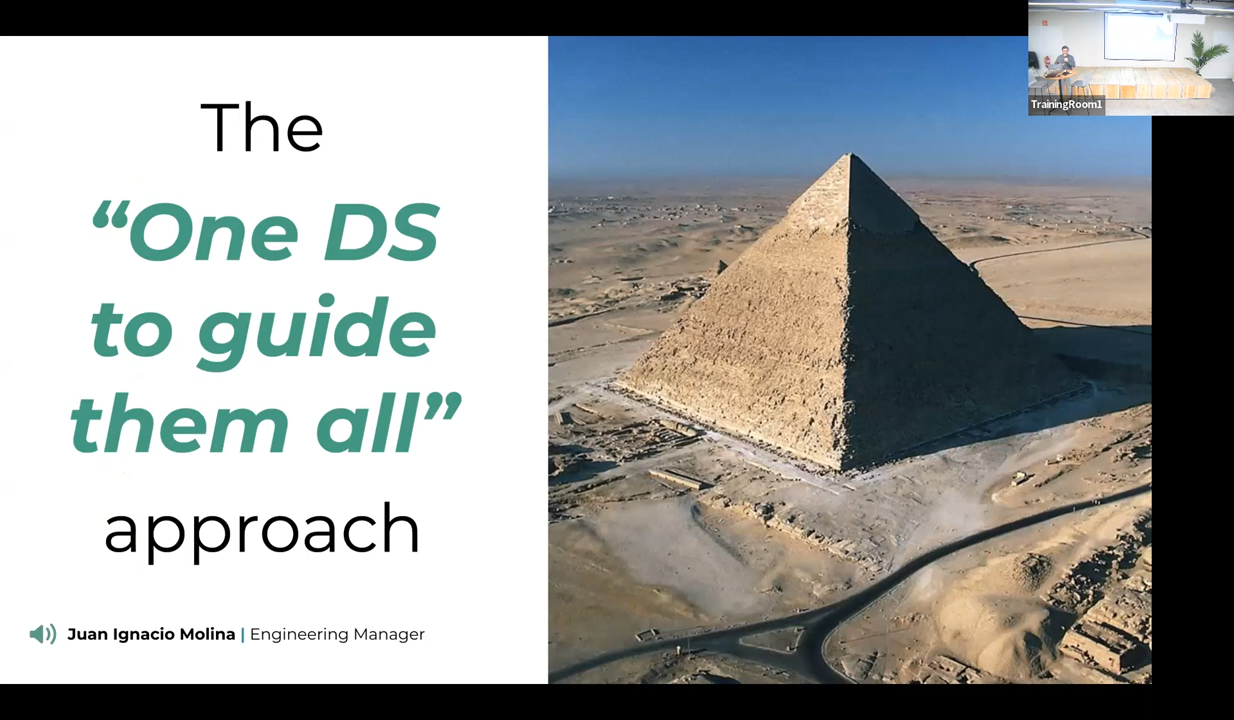 The
“One DS
to guide
them all”
approach
Juan Ignacio Molina | Engineering Manager
TrainingRoom1